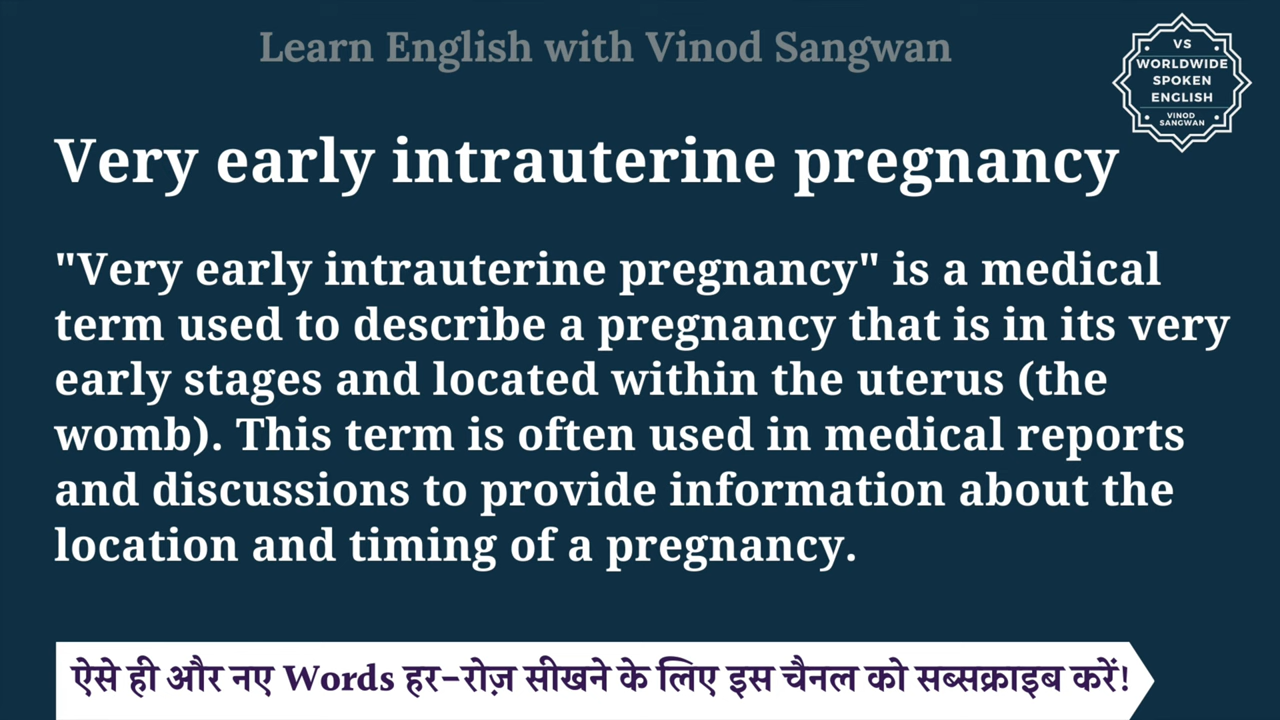 Learn English with Vinod Sangwan
VS
WORLDWIDE
SPOKEN
ENGLISH
VINOD
SANGWAN
Very early intrauterine pregnancy
"Very early intrauterine pregnancy" is a medical
term used to describe a pregnancy that is in its very
early stages and located within the uterus (the
womb). This term is often used in medical reports
and discussions to provide information about the
location and timing of a pregnancy.
ऐसे ही और नए Words हर-रोज़ सीखने के लिए इस चैनल को सब्सक्राइब करें!